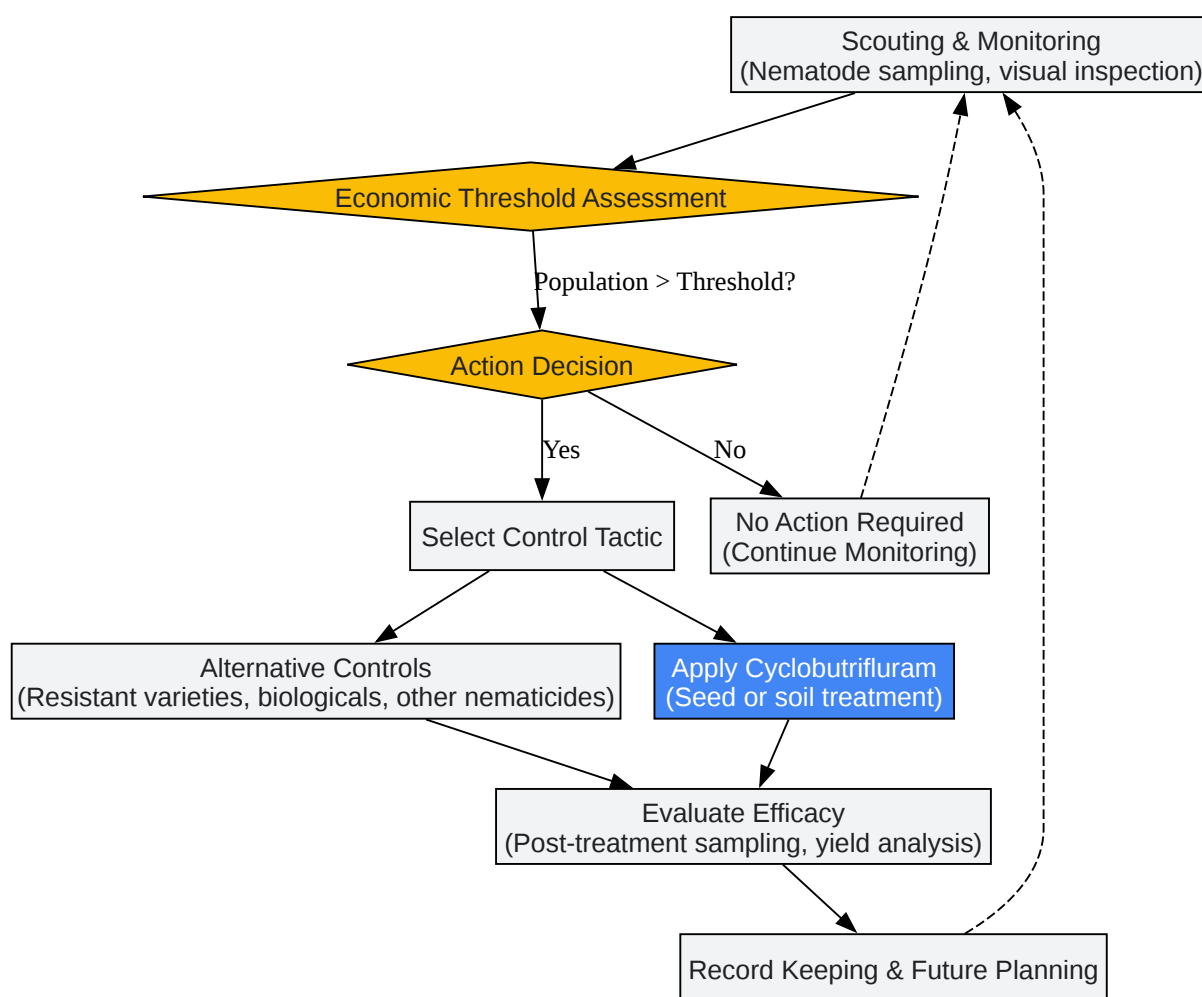 Scouting & Monitoring
(Nematode sampling, visual inspection)
Economic Threshold Assessment
Population > Threshold?
Action Decision
Yes
No
Select Control Tactic
No Action Required
(Continue Monitoring)
Alternative Controls
(Resistant varieties, biologicals, other nematicides)
Apply Cyclobutrifluram
(Seed or soil treatment)
Evaluate Efficacy
(Post-treatment sampling, yield analysis)
Record Keeping & Future Planning